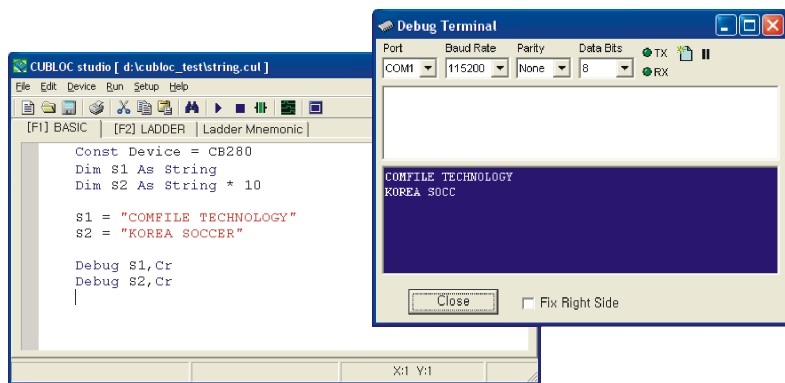 CUBLOC studio [ d:\cubloc_test\string.cul ]
File Edit Device Run Setup Help
[F1] BASIC [F2] LADDER Ladder Mnemonic
Const Device = CB280
Dim S1 As String
Dim S2 As String * 10
S1 = "COMFILE TECHNOLOGY"
S2 = "KOREA SOCCER"
Debug S1,Cr
Debug S2,Cr
X:1 Y:1
Debug Terminal
Port Baud Rate Parity Data Bits
COM1 115200 None 8
TX
RX
COMFILE TECHNOLOGY
KOREA SOCC
Close Fix Right Side